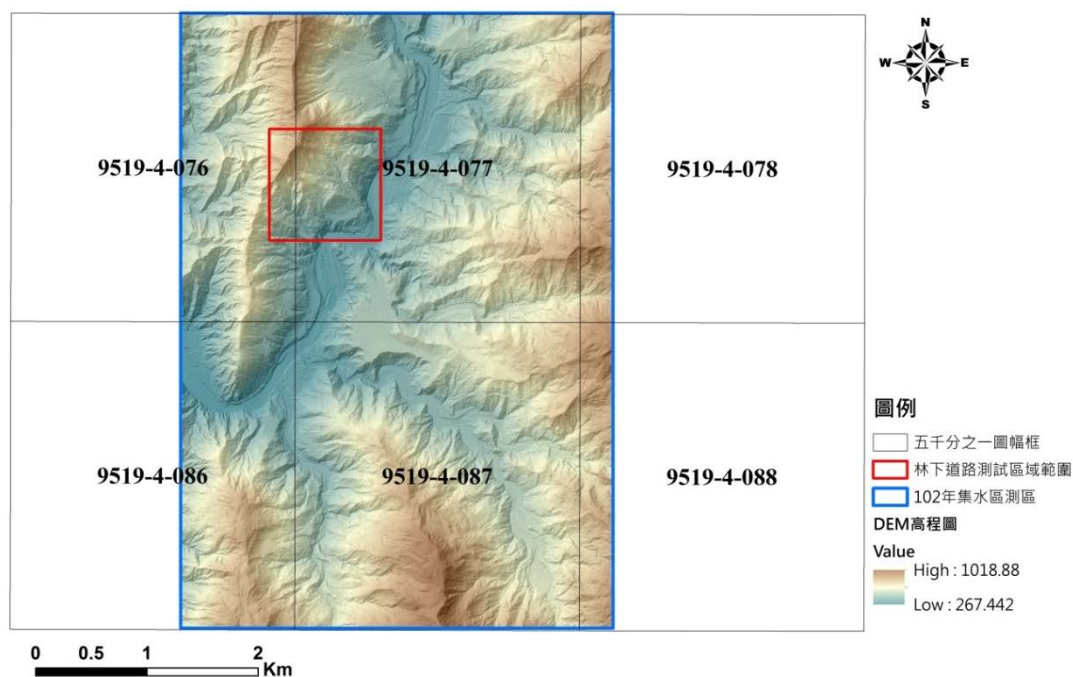 N
W E
S
9519-4-076
9519-4-077
9519-4-078
9519-4-086
9519-4-087
9519-4-088
圖例
五千分之一圖幅框
林下道路測試區域範圍
102年集水區測區
DEM高程圖
Value
High : 1018.88
Low : 267.442
0 0.5 1 2
Km